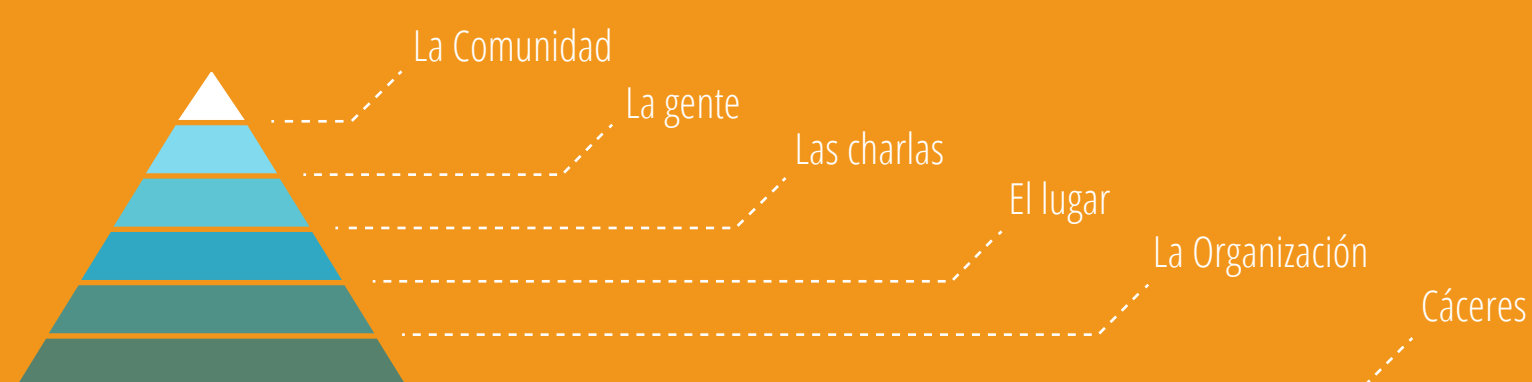 La Comunidad
La gente
Las charlas
El lugar
La Organización
Cáceres